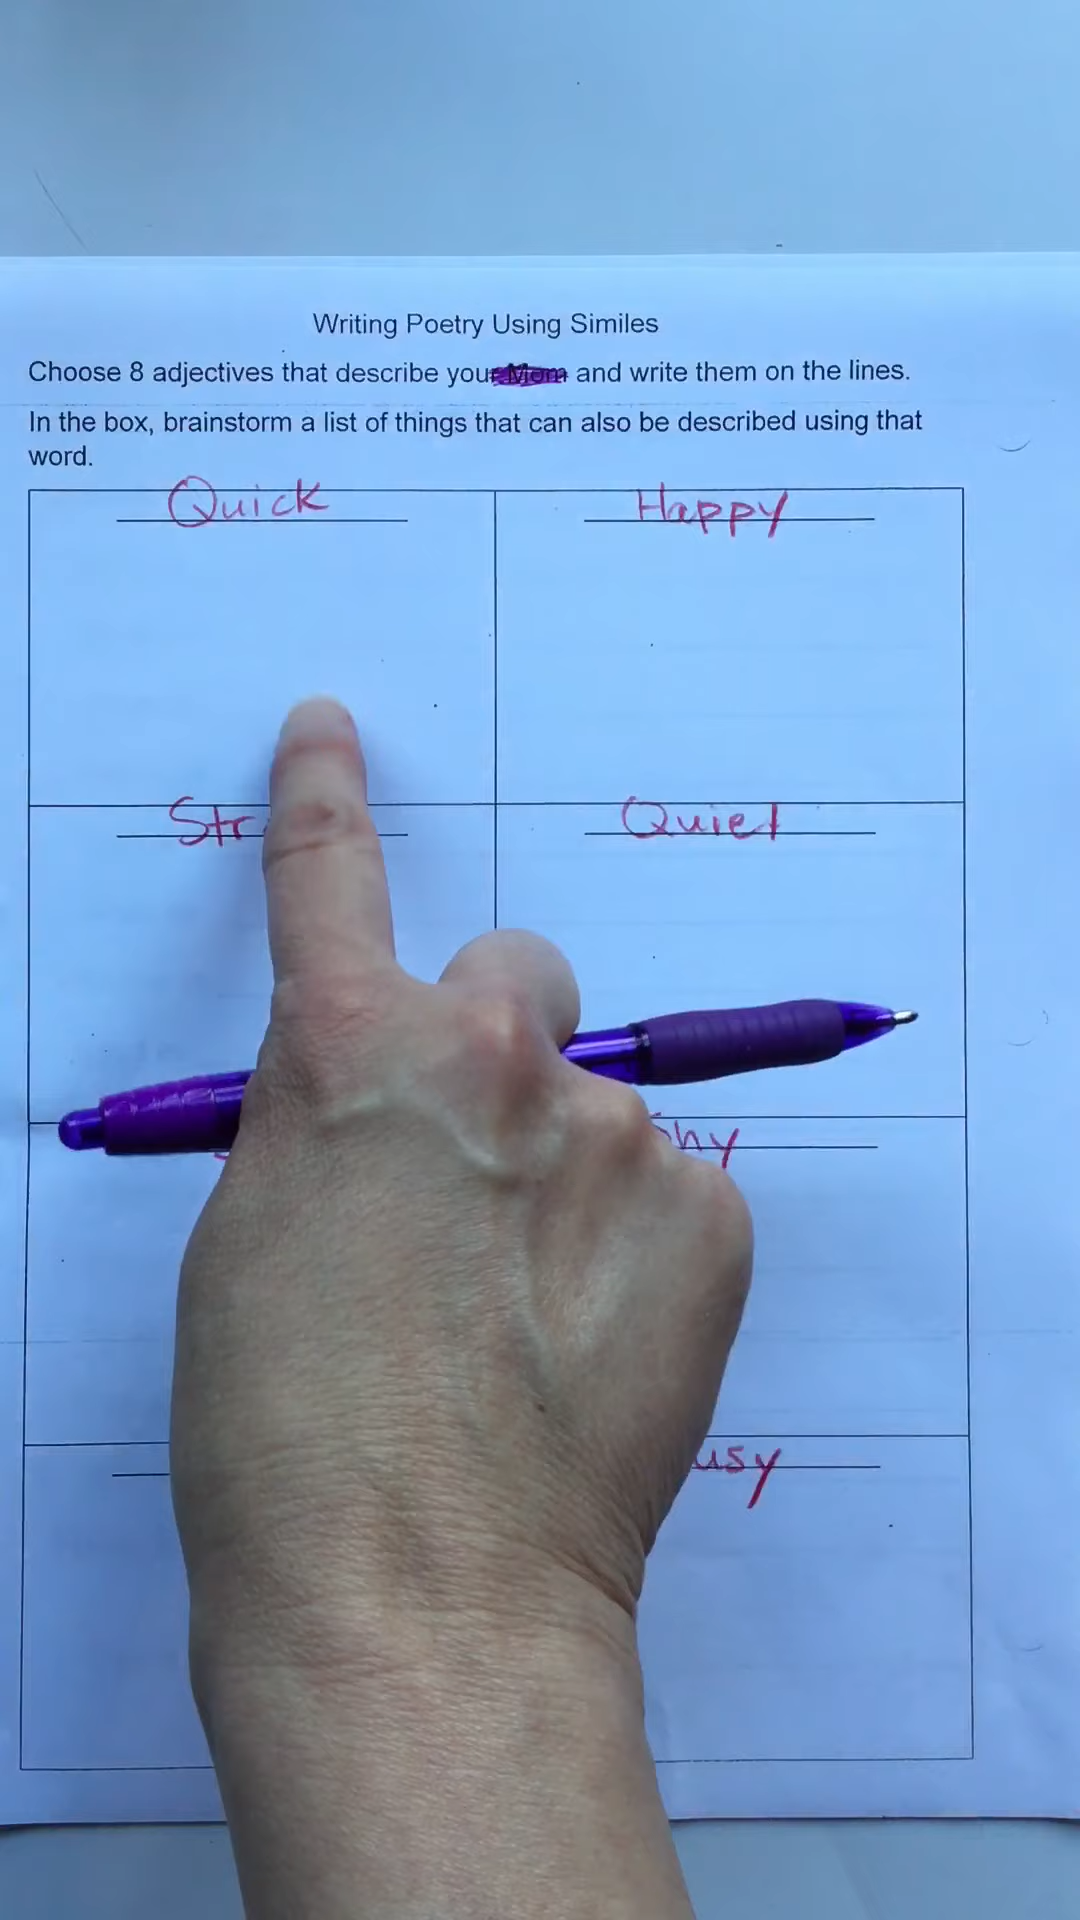 Writing Poetry Using Similes
Choose 8 adjectives that describe your Mom and write them on the lines.
In the box, brainstorm a list of things that can also be described using that
word.
Quick Happy
Quiet